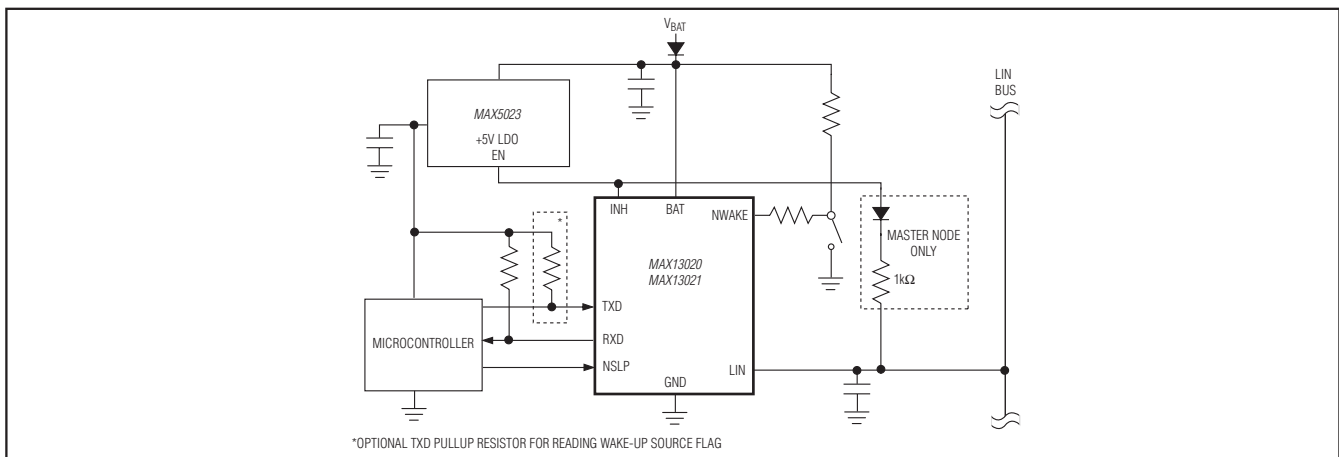 VBAT
LIN
BUS
MAX5023
+5V LDO
EN
INH
BAT
NWAKE
*
MASTER NODE
ONLY
MAX13020
MAX13021
1kΩ
TXD
MICROCONTROLLER
RXD
NSLP
LIN
GND
*OPTIONAL TXD PULLUP RESISTOR FOR READING WAKE-UP SOURCE FLAG